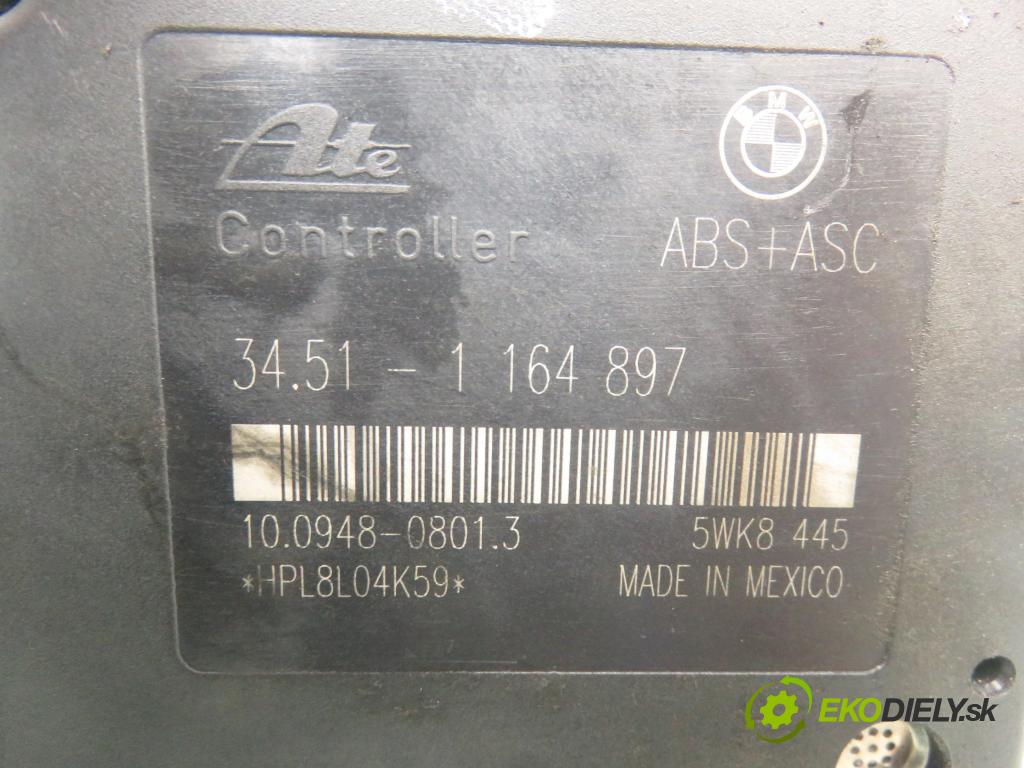 Ate
BMW
Controller
ABS+ASC
34.51 - 1 164 897
10.0948-0801.3
5WK8 445
*HPL8L04K59*
MADE IN MEXICO
EKODIELY.sk